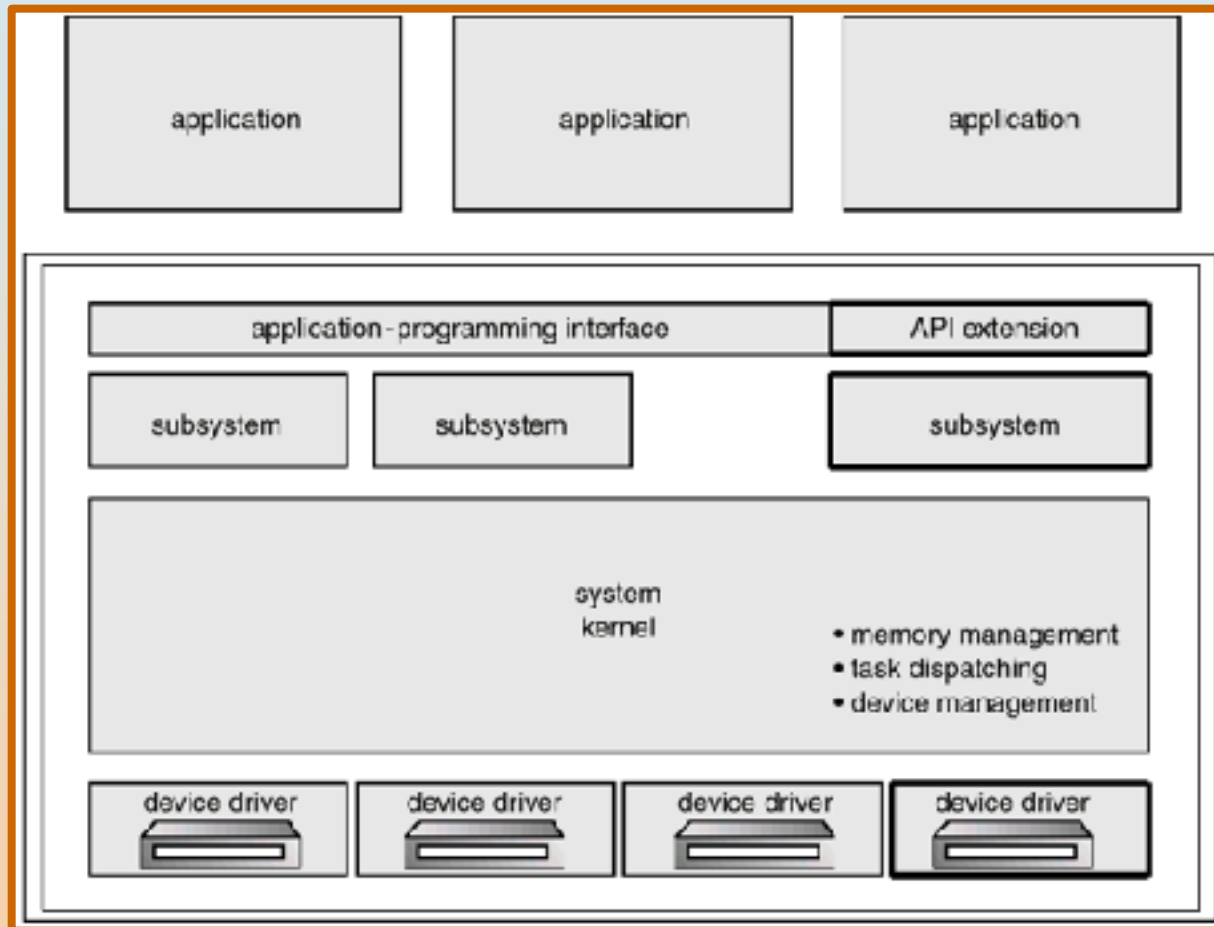 application
application
application
application-programming interface
API extension
subsystem
subsystem
subsystem
system
kernel
• memory management
• task dispatching
• device management
device driver
device driver
device driver
device driver